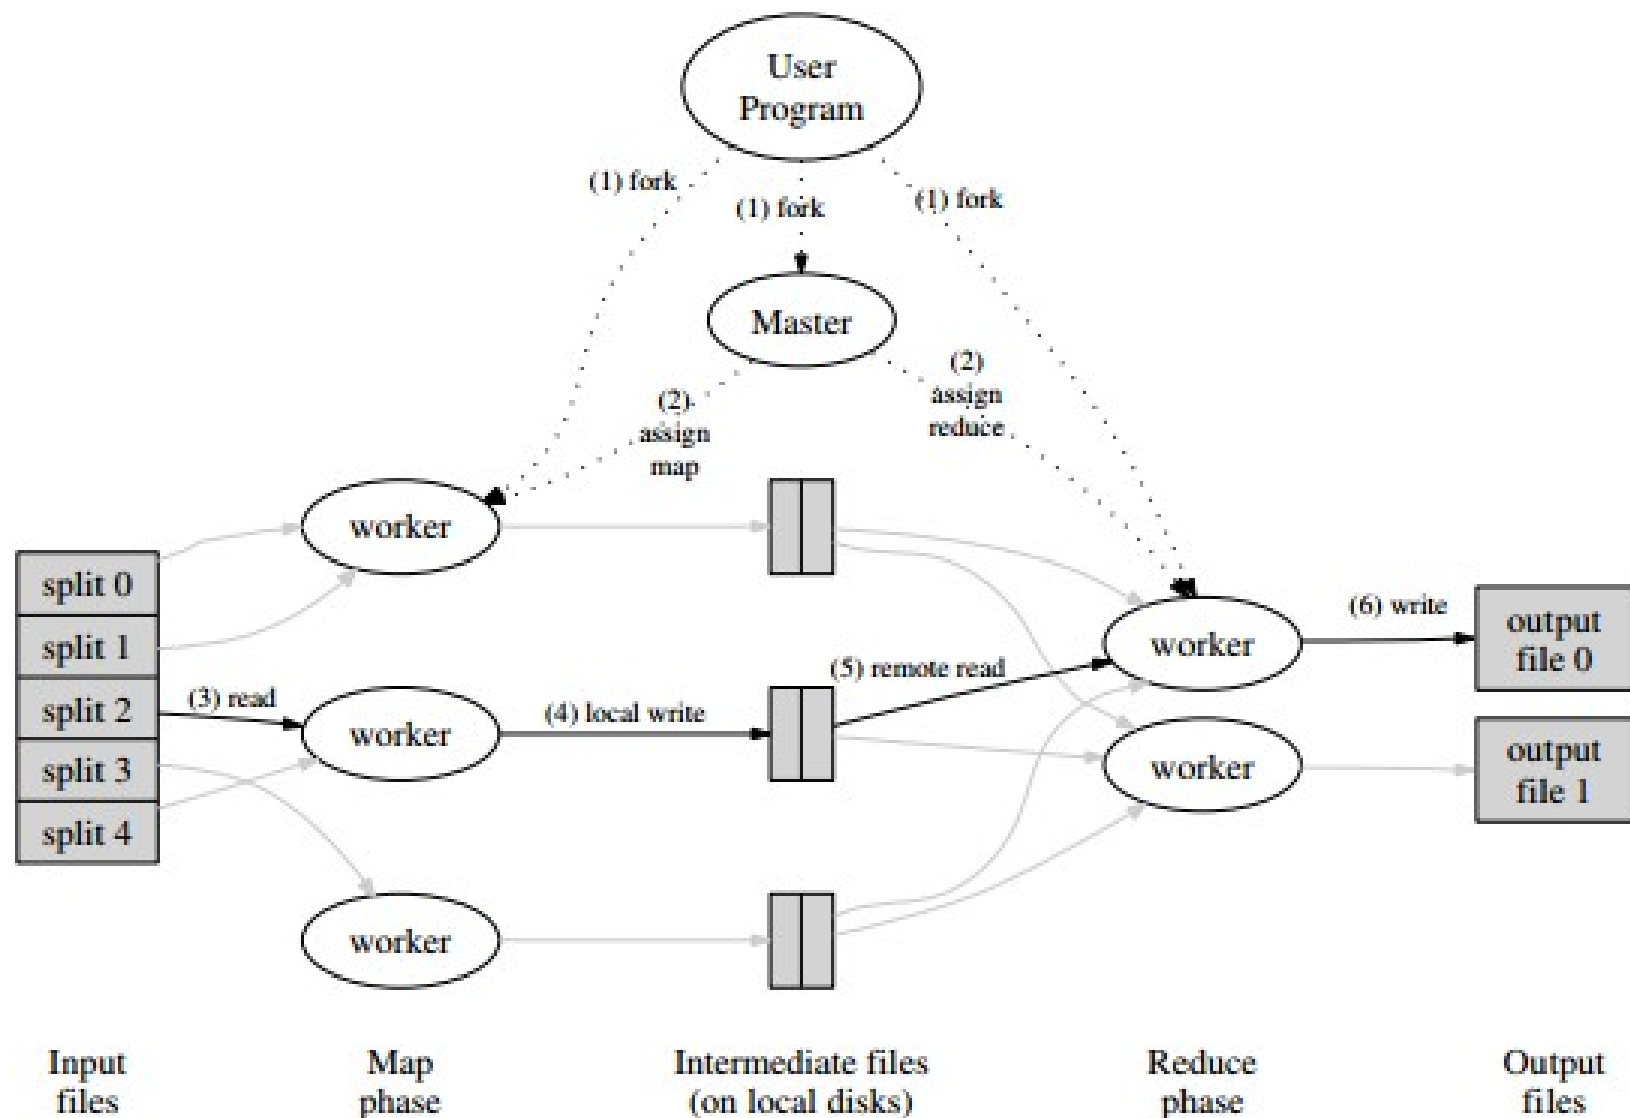 User
Program
(1) fork
(1) fork
(1) fork
Master
(2)
assign
map
(2)
assign
reduce
worker
split 0
split 1
split 2
split 3
split 4
(3) read
worker
(4) local write
(5) remote read
worker
(6) write
output
file 0
worker
output
file 1
worker
Input
files
Map
phase
Intermediate files
(on local disks)
Reduce
phase
Output
files